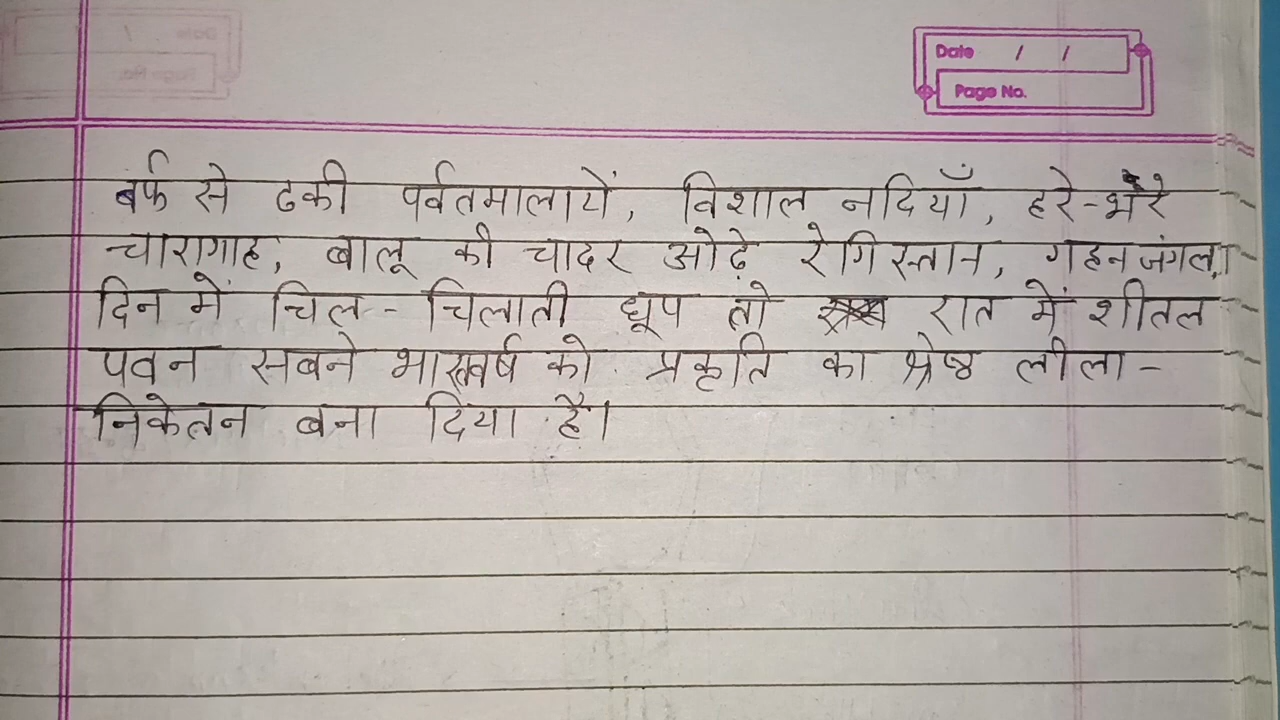 Date / /
Page No.
बर्फ से ढकी पर्वतमालायें, विशाल नदियाँ, हरे-भरे
चारागाह, बालू की चादर ओढ़े रेगिस्तान, गहन जंगल,
दिन में चिल-चिलाती धूप तो रात में शीतल
पवन सबने भारतवर्ष को प्रकृति का श्रेष्ठ लीला-
निकेतन बना दिया है।